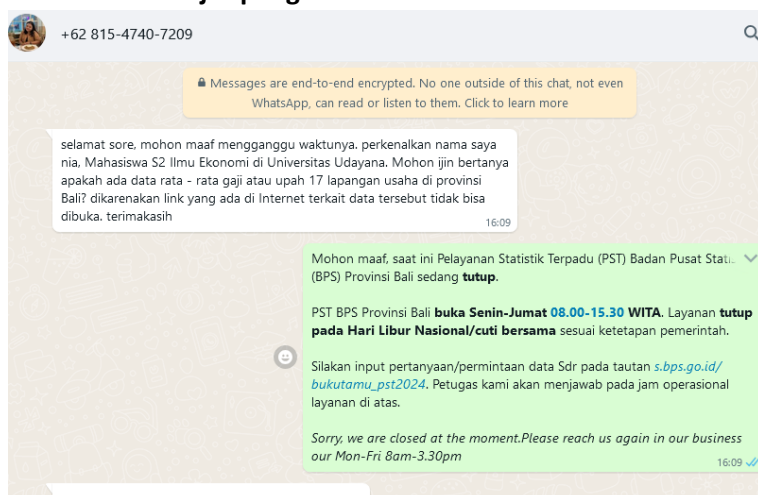 +62 815-4740-7209
Messages are end-to-end encrypted. No one outside of this chat, not even
WhatsApp, can read or listen to them. Click to learn more
selamat sore, mohon maaf mengganggu waktunya. perkenalkan nama saya
nia, Mahasiswa S2 Ilmu Ekonomi di Universitas Udayana. Mohon ijin bertanya
apakah ada data rata - rata gaji atau upah 17 lapangan usaha di provinsi
Bali? dikarenakan link yang ada di Internet terkait data tersebut tidak bisa
dibuka. terimakasih
16:09
Mohon maaf, saat ini Pelayanan Statistik Terpadu (PST) Badan Pusat
(BPS) Provinsi Bali sedang tutup.
PST BPS Provinsi Bali buka Senin-Jumat 08.00-15.30 WITA. Layanan tutup
pada Hari Libur Nasional/cuti bersama sesuai ketetapan pemerintah.
Silakan input pertanyaan/permintaan data Sdr pada tautan s.bps.go.id/
bukutamu_pst2024. Petugas kami akan menjawab pada jam operasional
layanan di atas.
Sorry, we are closed at the moment.Please reach us again in our business
our Mon-Fri 8am-3.30pm
16:09